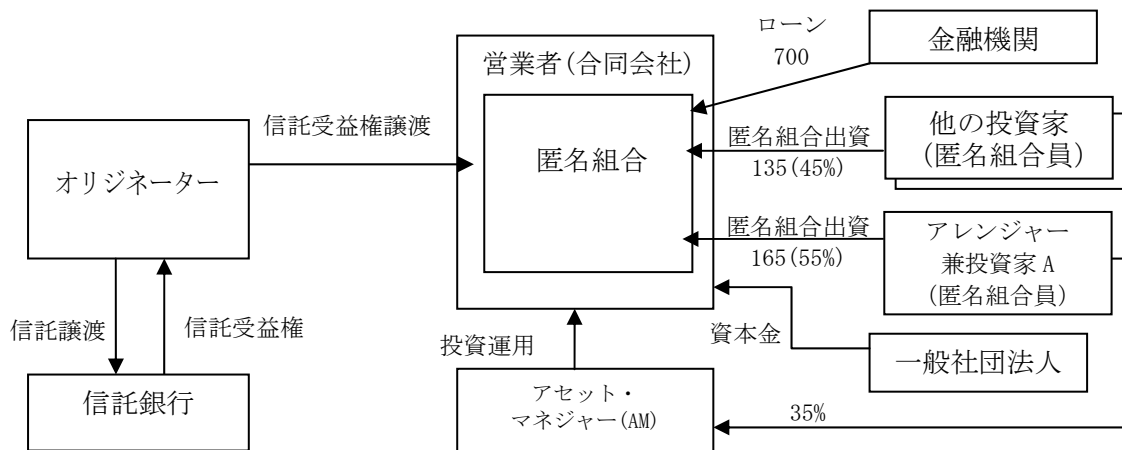 ローン
700
金融機関
営業者(合同会社)
信託受益権譲渡
オリジネーター
匿名組合
匿名組合出資
135(45%)
他の投資家
(匿名組合員)
匿名組合出資
165(55%)
アレンジャー
兼投資家 A
(匿名組合員)
信託譲渡
信託受益権
投資運用
資本金
一般社団法人
信託銀行
アセット・
マネジャー(AM)
35%